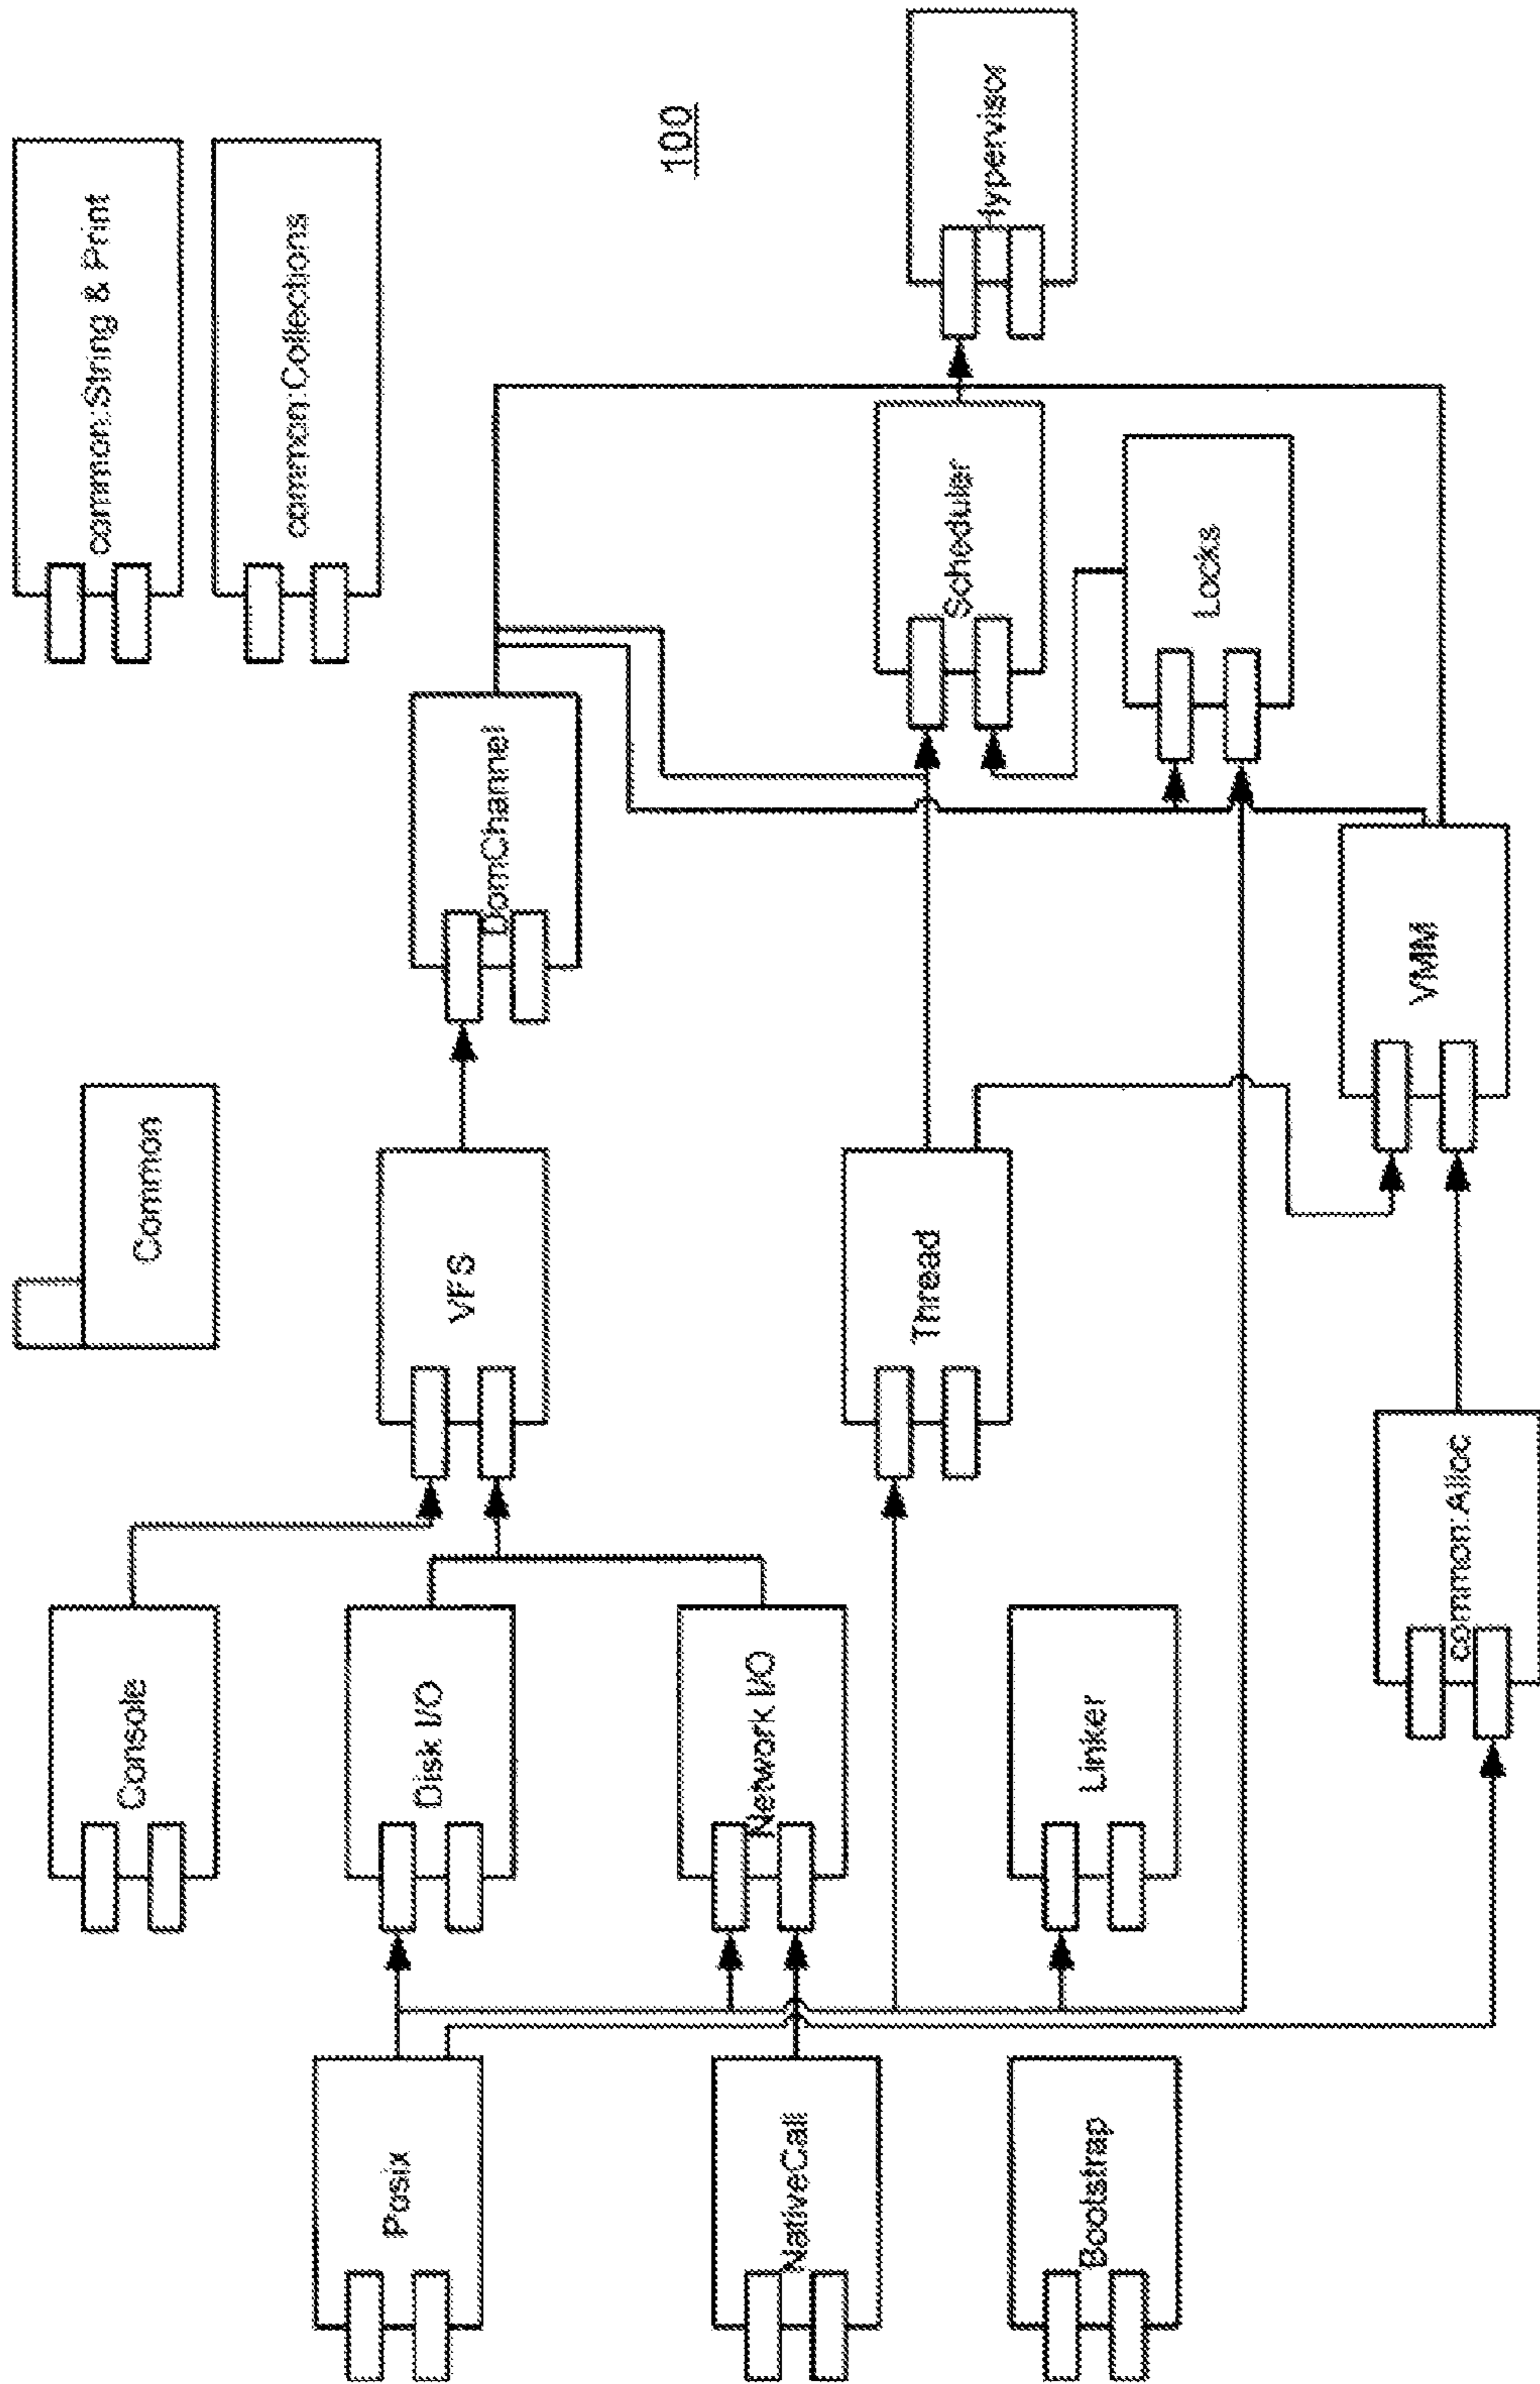 common:String & Print
common:Collections
100
Common
Console
Disk I/O
VFS
DomChannel
Posix
Network I/O
NativeCall
Thread
Scheduler
Hypervisor
Linker
Locks
Bootstrap
common:Alloc
VMM